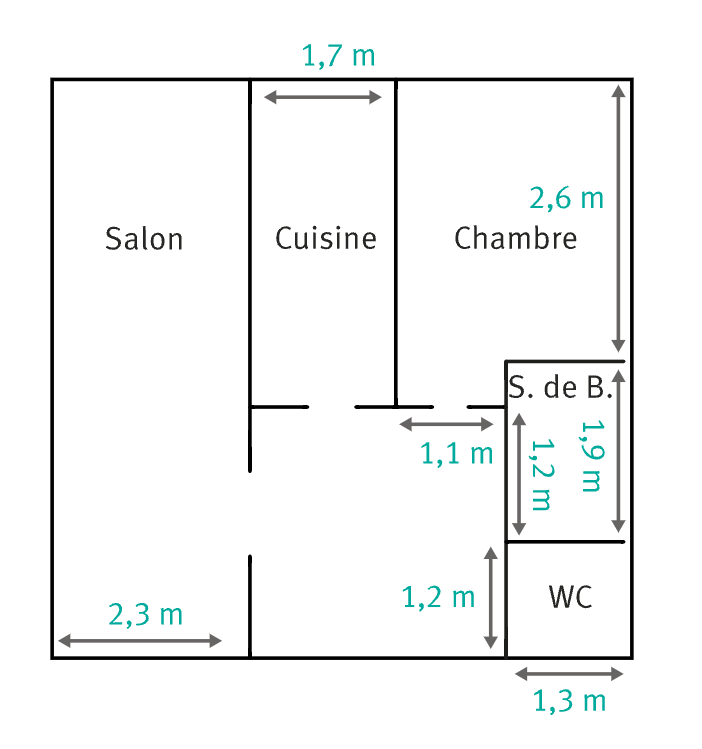 1,7 m
2,6 m
Salon
Cuisine
Chambre
S. de B.
1,9 m
1,2 m
1,1 m
1,2 m
WC
2,3 m
1,3 m